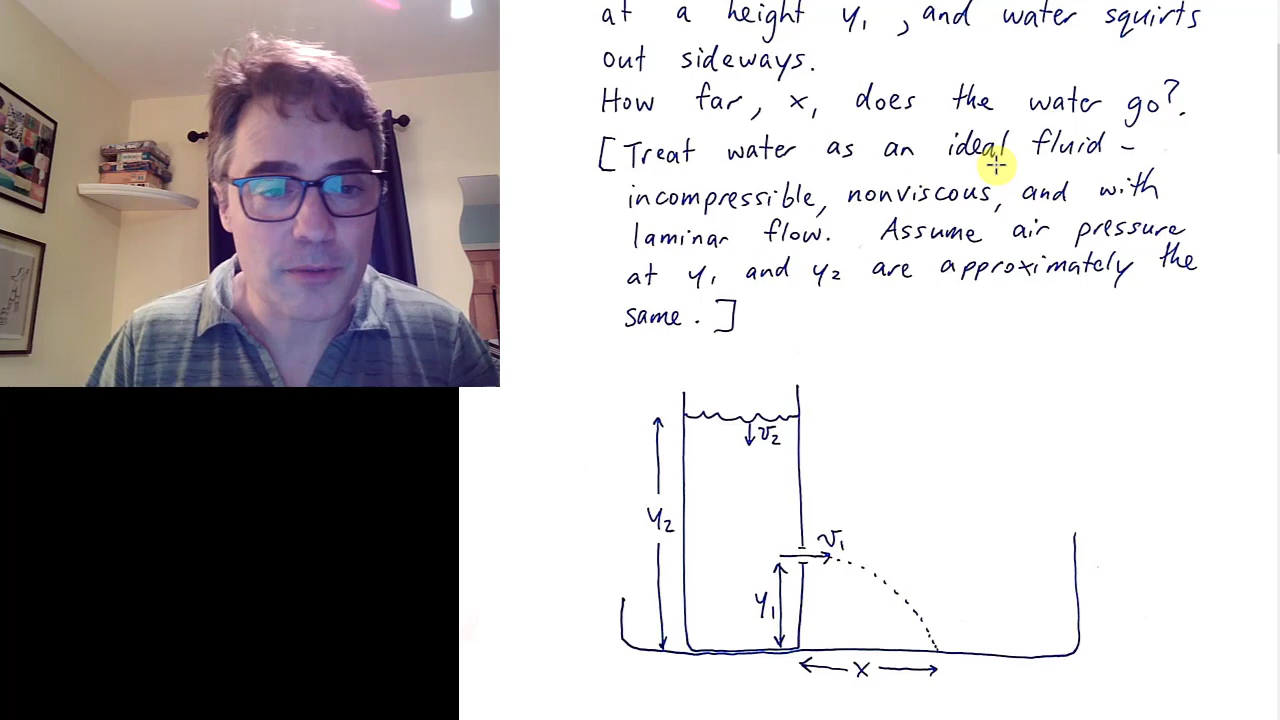 at a height y₁, and water squirts
out sideways.
How far, x, does the water go?
[Treat water as an ideal fluid -
incompressible, nonviscous, and with
laminar flow. Assume air pressure
at y₁ and y₂ are approximately the
same.]
v₂
y₂
v₁
y₁
x